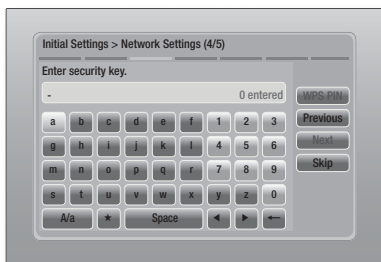 Initial Settings > Network Settings (4/5)
Enter security key.
- 0 entered
WPS PIN
a b c d e f 1 2 3
Previous
g h i j k l 4 5 6
Next
m n o p q r 7 8 9
Skip
s t u v w x y z 0
A/a ★ Space ◀ ▶ ←